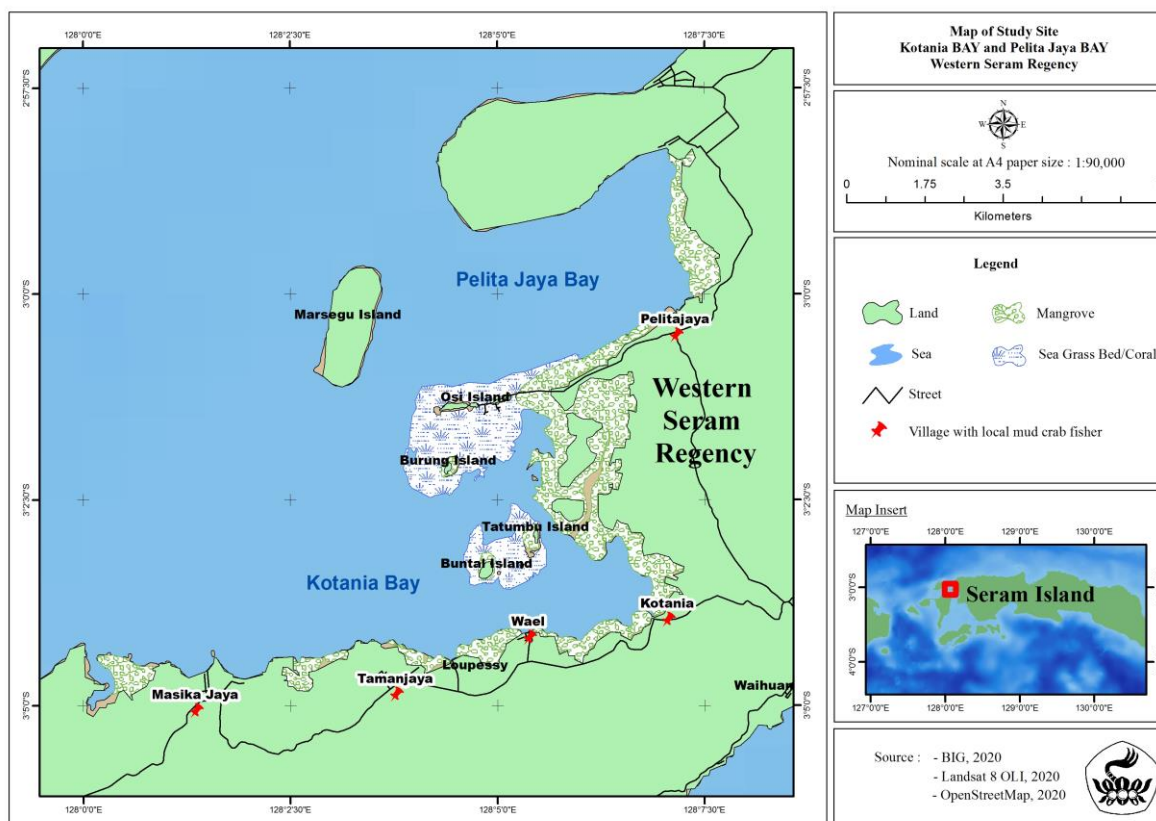 128°0'0"E 128°2'30"E 128°5'0"E 128°7'30"E
2°57'30"S 2°57'30"S
Pelita Jaya Bay
3°0'0"S 3°0'0"S
Marsegu Island
Pelitajaya
Western
Seram
Regency
Osi Island
Burung Island
3°2'30"S 3°2'30"S
Tatumbu Island
Buntal Island
Kotania Bay
Kotania
Wael
Loupessy
Tamanjaya
Masika Jaya
Waihuan
3°5'0"S 3°5'0"S
128°0'0"E 128°2'30"E 128°5'0"E 128°7'30"E
Map of Study Site
Kotania BAY and Pelita Jaya BAY
Western Seram Regency
N
W E
S
Nominal scale at A4 paper size : 1:90,000
0 1.75 3.5
Kilometers
Legend
Land
Mangrove
Sea
Sea Grass Bed/Coral
Street
Village with local mud crab fisher
Map Insert
127°0'0"E 128°0'0"E 129°0'0"E 130°0'0"E
3°0'0"S 3°0'0"S
Seram Island
4°0'0"S 4°0'0"S
127°0'0"E 128°0'0"E 129°0'0"E 130°0'0"E
Source : - BIG, 2020
- Landsat 8 OLI, 2020
- OpenStreetMap, 2020